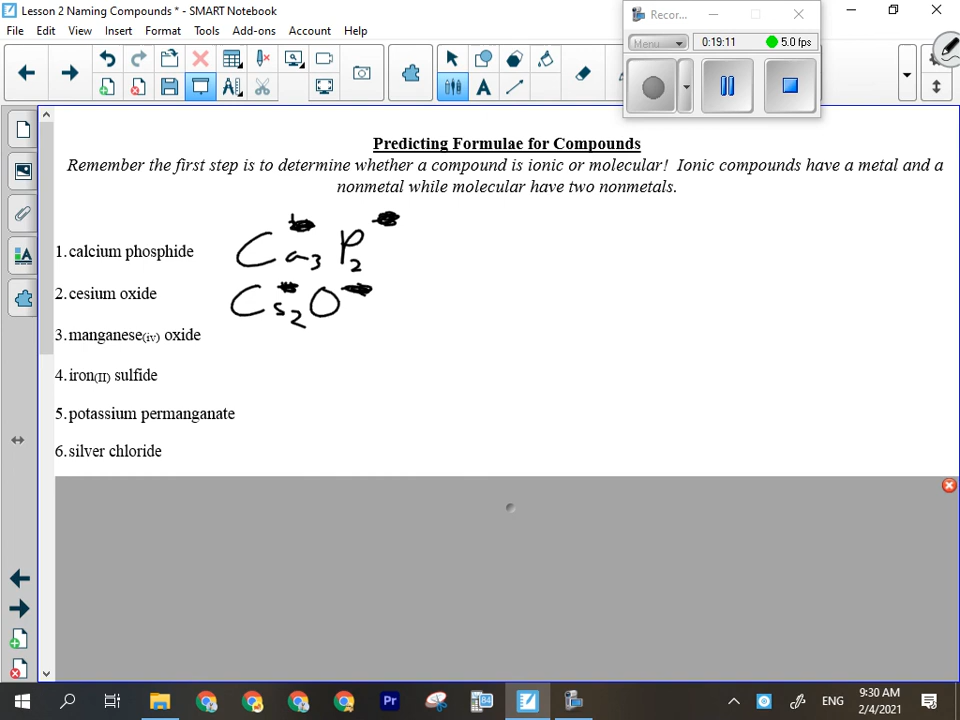 Lesson 2 Naming Compounds * - SMART Notebook
Recor...
File Edit View Insert Format Tools Add-ons Account Help
Menu 0:19:11 5.0 fps
Predicting Formulae for Compounds
Remember the first step is to determine whether a compound is ionic or molecular! Ionic compounds have a metal and a
nonmetal while molecular have two nonmetals.
1. calcium phosphide Ca3 P2
2. cesium oxide Cs2 O
3. manganese(iv) oxide
4. iron(II) sulfide
5. potassium permanganate
6. silver chloride
Pr
84
ENG
9:30 AM
2/4/2021